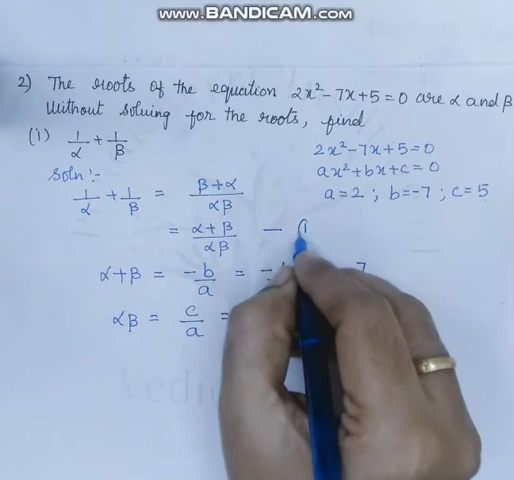 www.BANDICAM.com
2) The roots of the equation 2x² - 7x + 5 = 0 are α and β
Without solving for the roots, find
(i) 1/α + 1/β
2x² - 7x + 5 = 0
ax² + bx + c = 0
a = 2 ; b = -7 ; c = 5
Soln :-
1/α + 1/β = β + α / αβ
= α + β / αβ —
α + β = -b/a = 7
αβ = c/a =